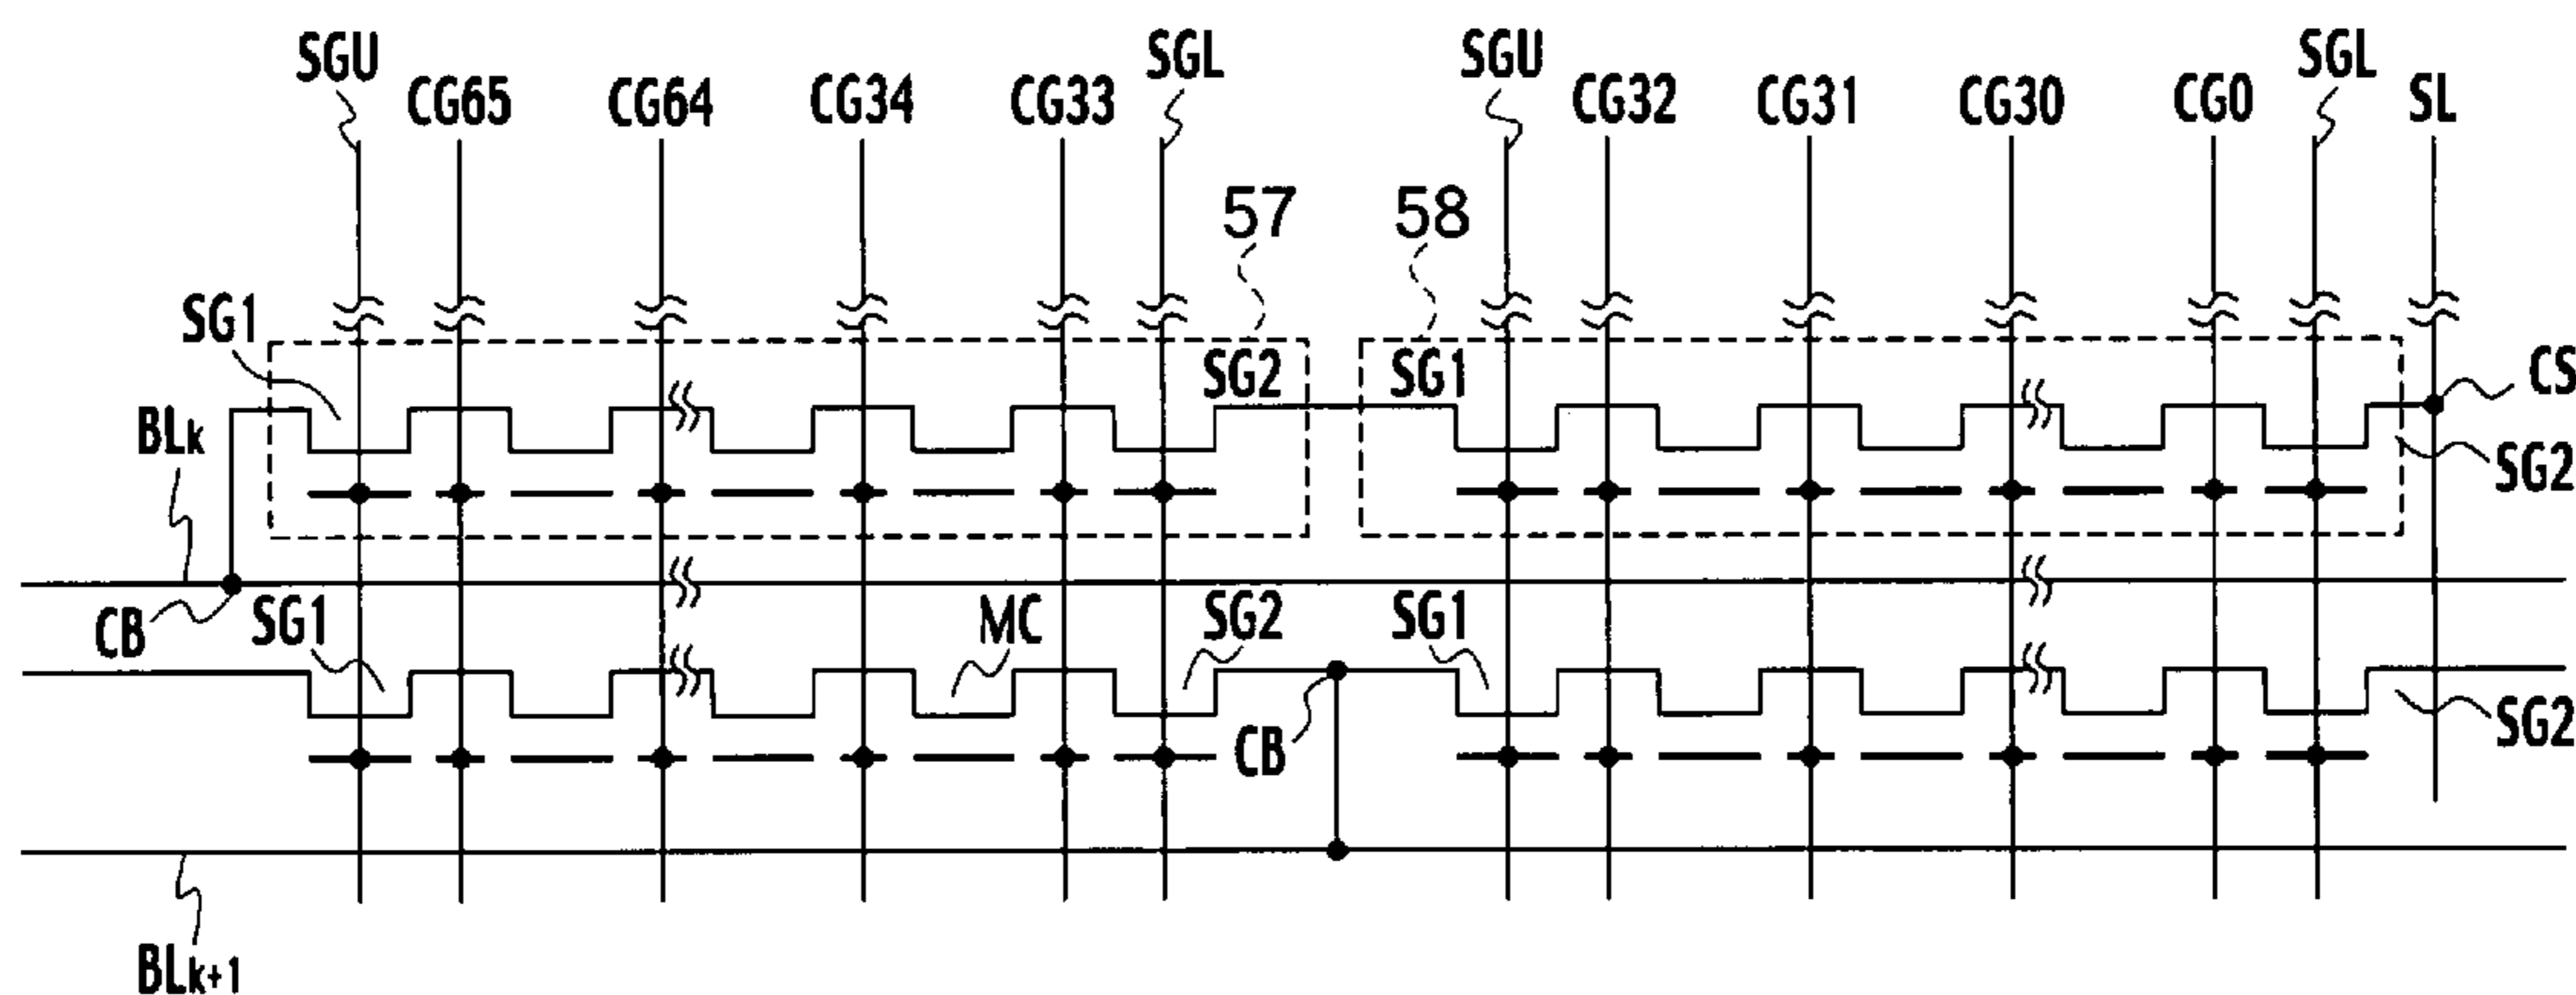 SGU CG65 CG64 CG34 CG33 SGL SGU CG32 CG31 CG30 CG0 SGL SL
57 58
SG1 SG2 SG1 CS
BLk SG2
CB SG1 MC SG2 SG1
CB SG2
BLk+1